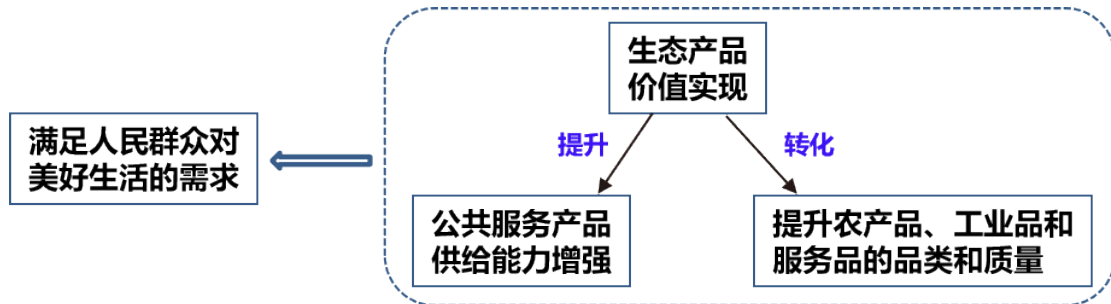 生态产品
价值实现
满足人民群众对
美好生活的需求
提升
转化
公共服务产品
供给能力增强
提升农产品、工业品和
服务品的品类和质量